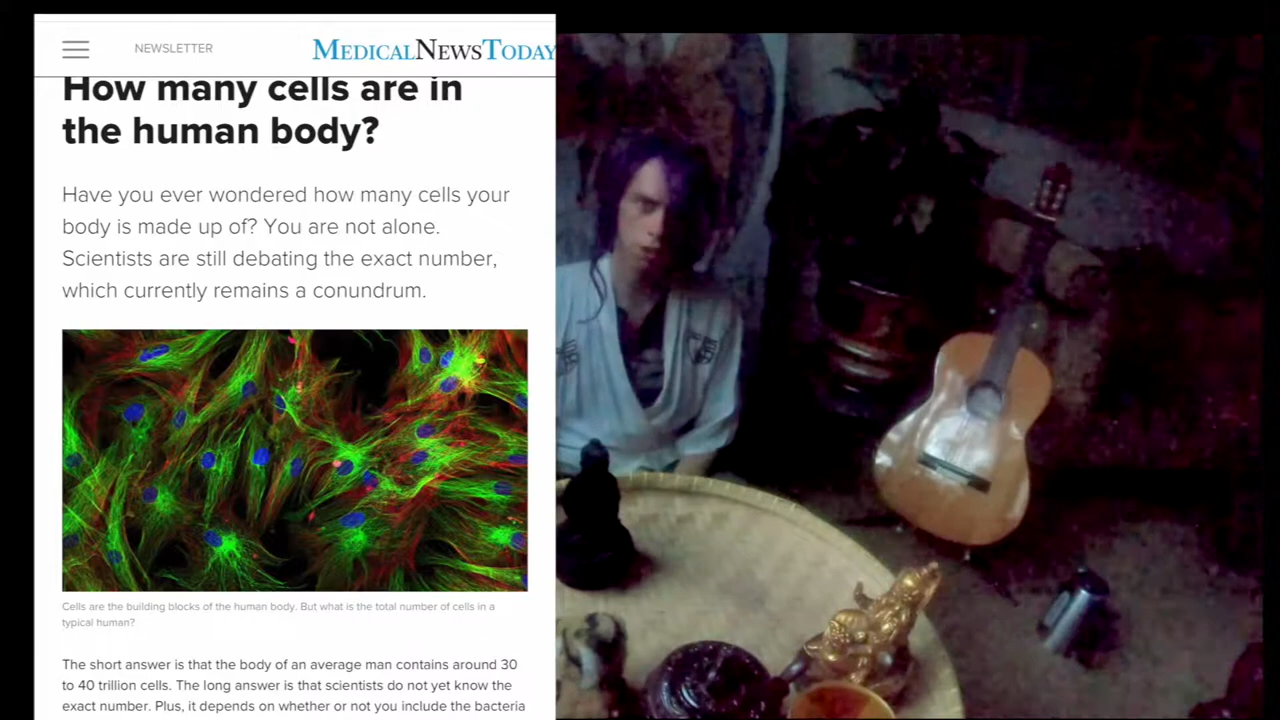 NEWSLETTER
MEDICALNEWSTODAY
How many cells are in
the human body?
Have you ever wondered how many cells your
body is made up of? You are not alone.
Scientists are still debating the exact number,
which currently remains a conundrum.
Cells are the building blocks of the human body. But what is the total number of cells in a
typical human?
The short answer is that the body of an average man contains around 30
to 40 trillion cells. The long answer is that scientists do not yet know the
exact number. Plus, it depends on whether or not you include the bacteria